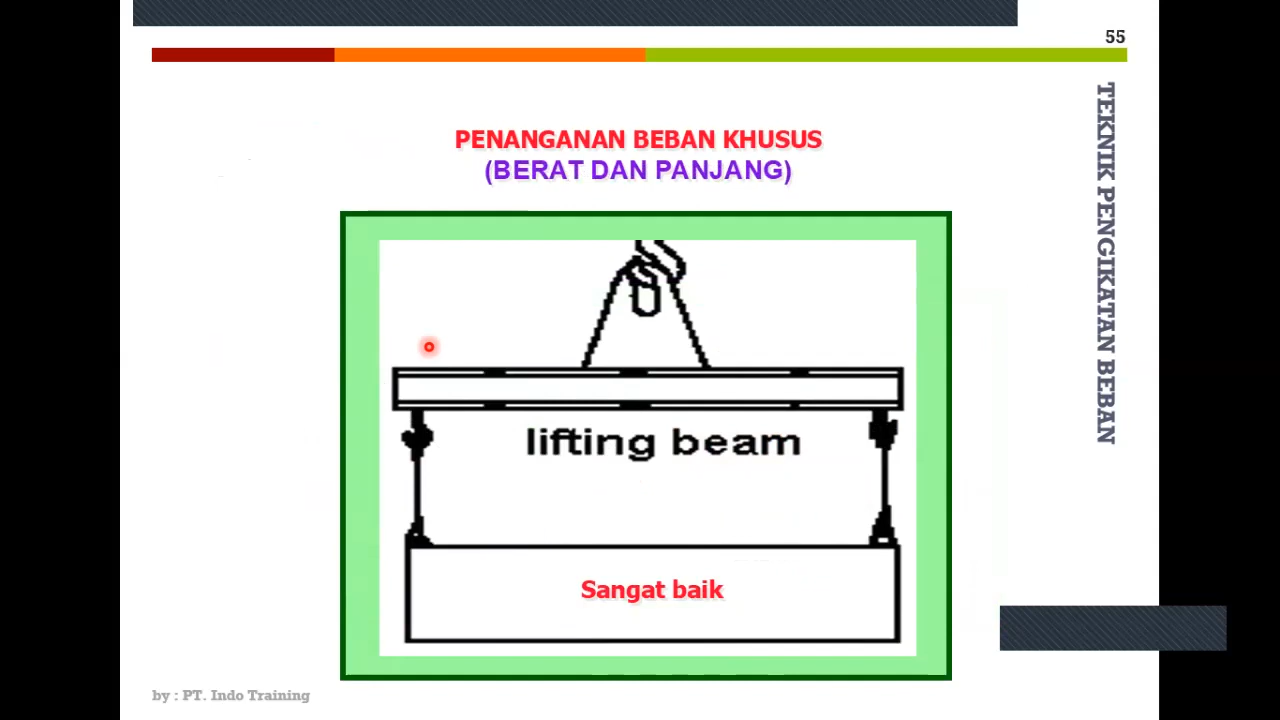 55
TEKNIK PENGIKATAN BEBAN
PENANGANAN BEBAN KHUSUS
(BERAT DAN PANJANG)
lifting beam
Sangat baik
by : PT. Indo Training